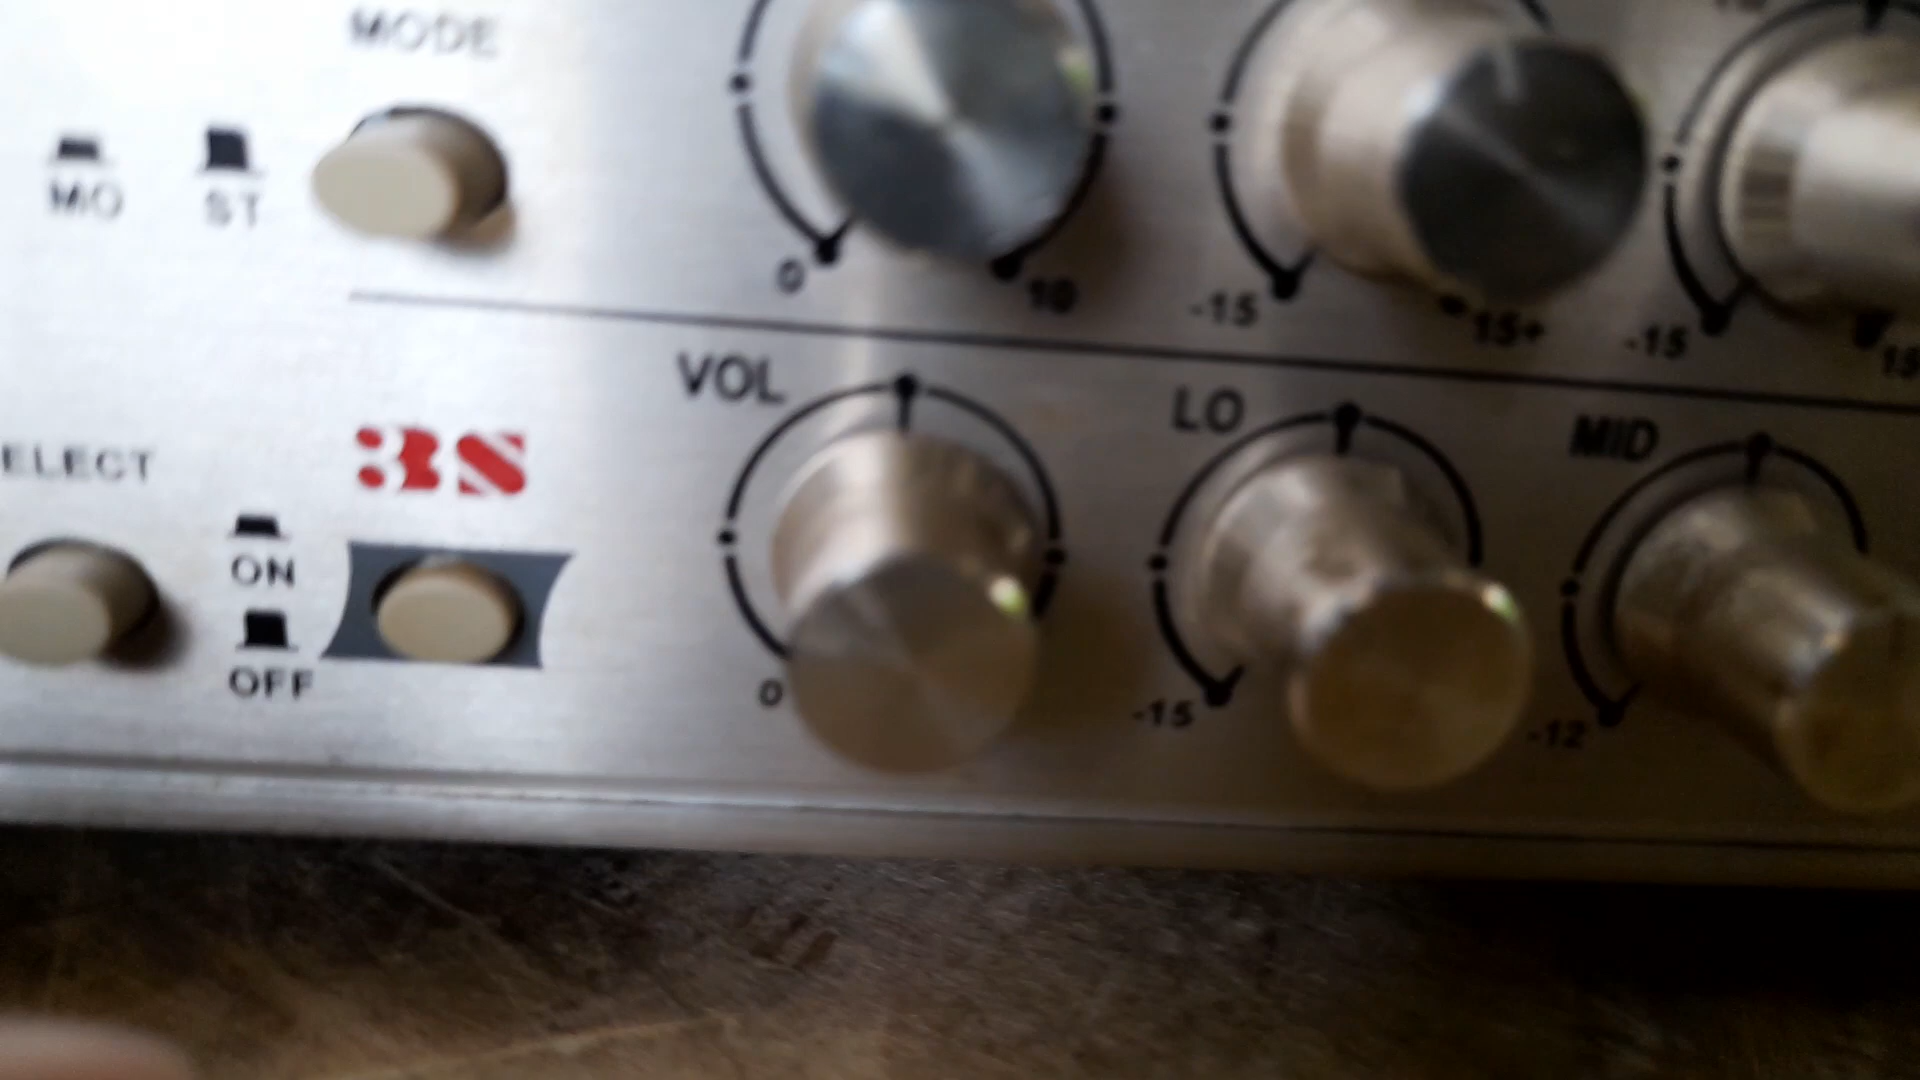 MODE
MO ST
0 10
-15 15+
-15
VOL LO MID
ELECT
3S
ON
OFF
0
-15
-12